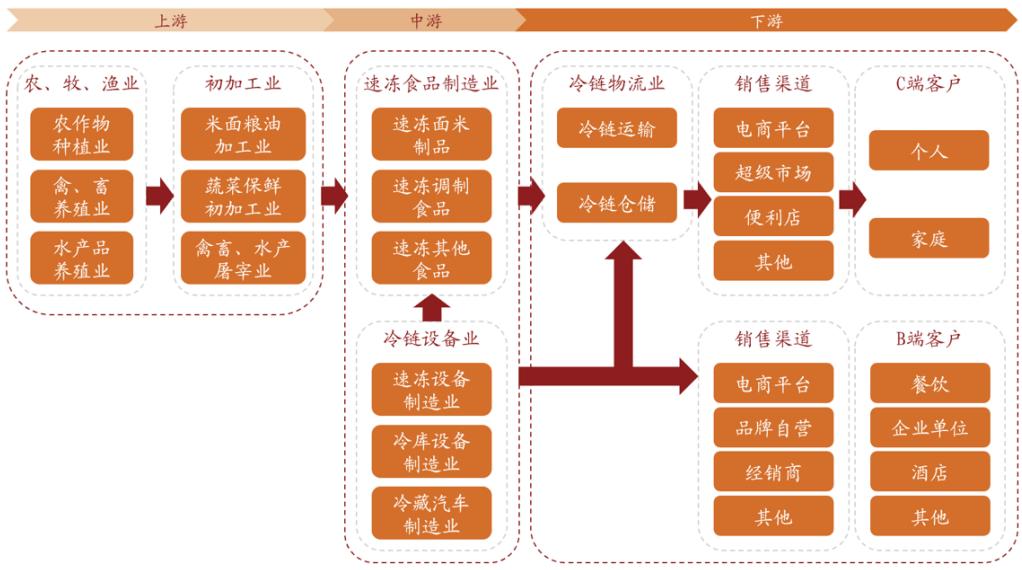 上游
中游
下游
农、牧、渔业
农作物
种植业
禽、畜
养殖业
水产品
养殖业
初加工业
米面粮油
加工业
蔬菜保鲜
初加工业
禽畜、水产
屠宰业
速冻食品制造业
速冻面米
制品
速冻调制
食品
速冻其他
食品
冷链设备业
速冻设备
制造业
冷库设备
制造业
冷藏汽车
制造业
冷链物流业
冷链运输
冷链仓储
销售渠道
电商平台
超级市场
便利店
其他
C端客户
个人
家庭
销售渠道
电商平台
品牌自营
经销商
其他
B端客户
餐饮
企业单位
酒店
其他